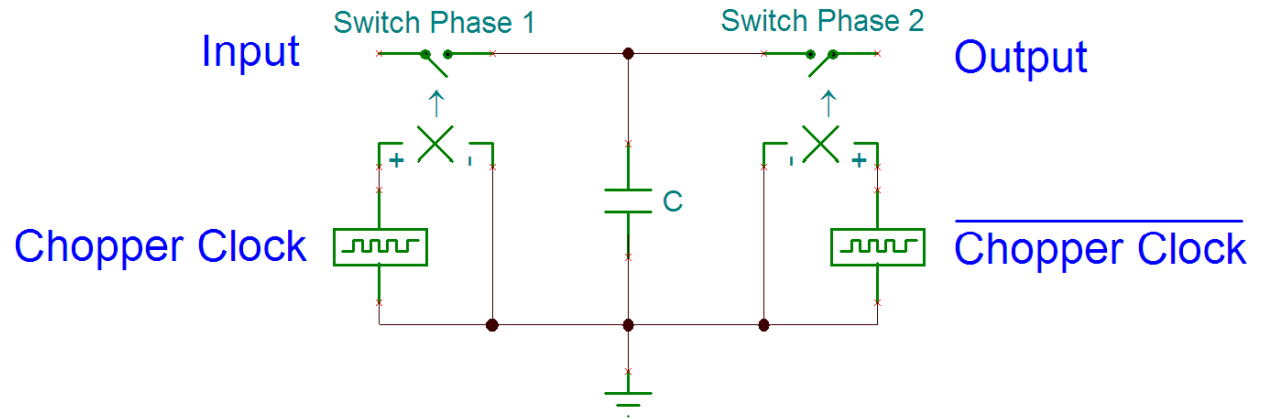 Switch Phase 1
Switch Phase 2
Input
Output
+
-
-
+
C
Chopper Clock
Chopper Clock